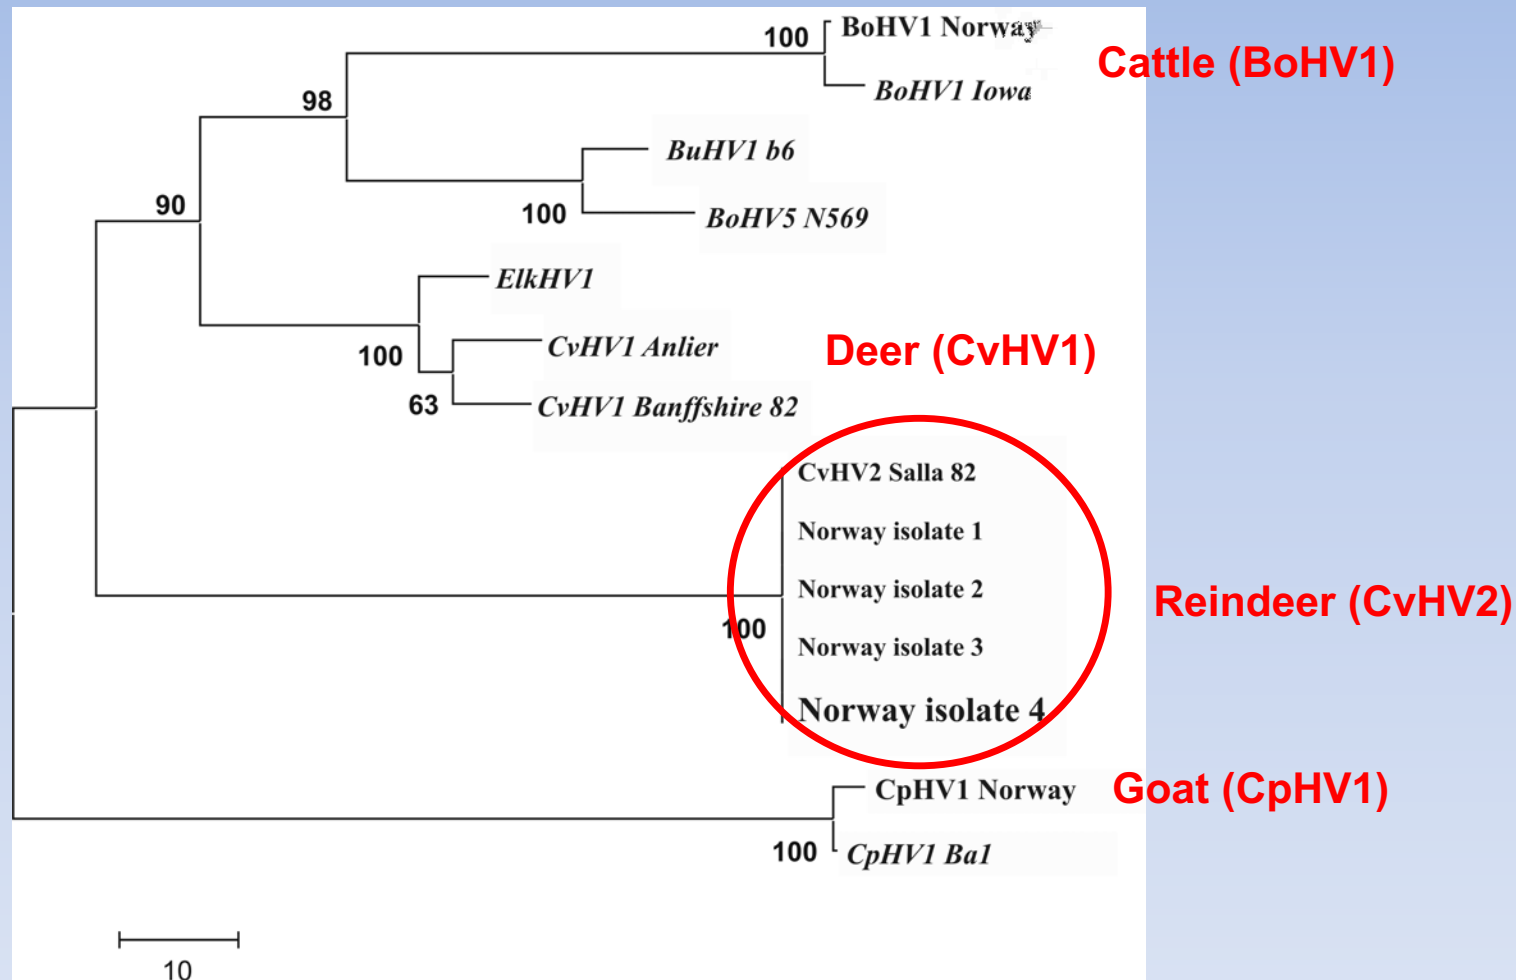 100
BoHV1 Norway
Cattle (BoHV1)
98
BoHV1 Iowa
BuHV1 b6
90
100
BoHV5 N569
ElkHV1
100
CvHV1 Anlier
Deer (CvHV1)
63
CvHV1 Banffshire 82
CvHV2 Salla 82
Norway isolate 1
Norway isolate 2
Reindeer (CvHV2)
100
Norway isolate 3
Norway isolate 4
CpHV1 Norway
Goat (CpHV1)
100
CpHV1 Ba1
10